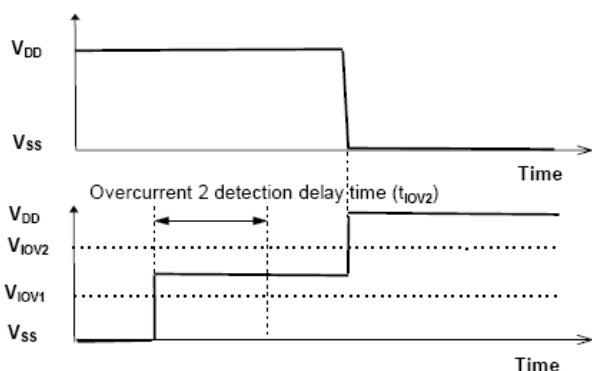 VDD
VSS
Time
Overcurrent 2 detection delay time (tIOV2)
VDD
VIOV2
VIOV1
VSS
Time